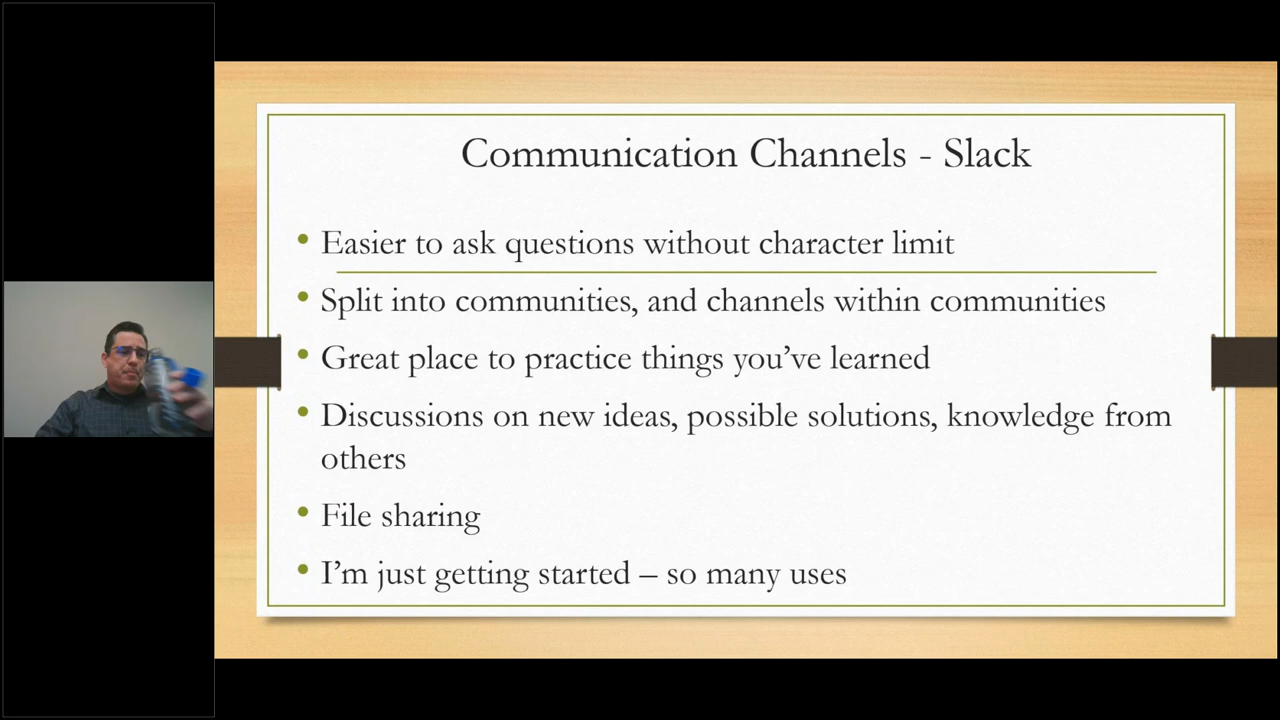 Communication Channels - Slack
• Easier to ask questions without character limit
• Split into communities, and channels within communities
• Great place to practice things you’ve learned
• Discussions on new ideas, possible solutions, knowledge from
others
• File sharing
• I’m just getting started – so many uses